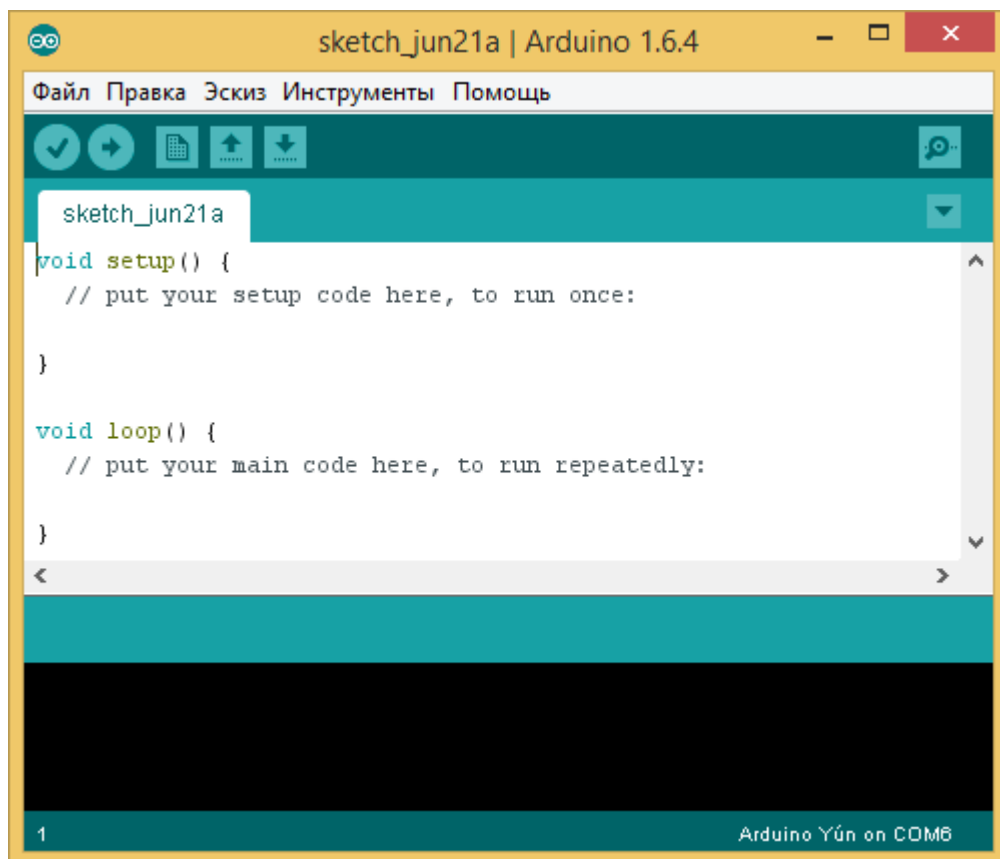 sketch_jun21a | Arduino 1.6.4
Файл Правка Эскиз Инструменты Помощь
sketch_jun21a
void setup() {
  // put your setup code here, to run once:
}
void loop() {
  // put your main code here, to run repeatedly:
}
1 Arduino Yún on COM6